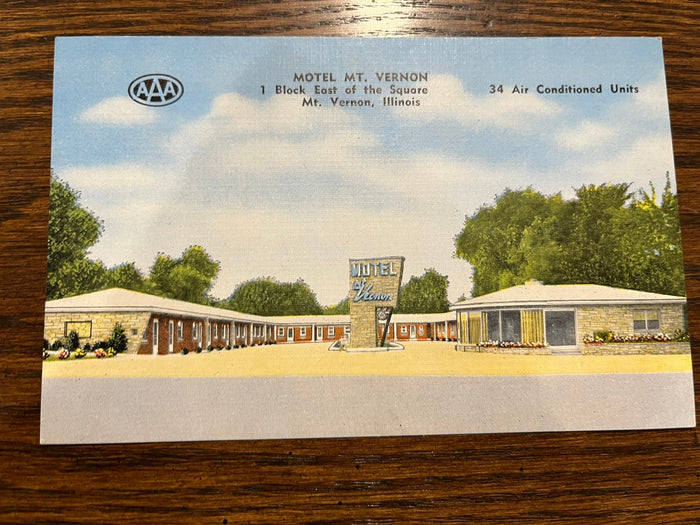 AAA
MOTEL MT. VERNON
1 Block East of the Square
Mt. Vernon, Illinois
34 Air Conditioned Units
MOTEL
Mt. Vernon